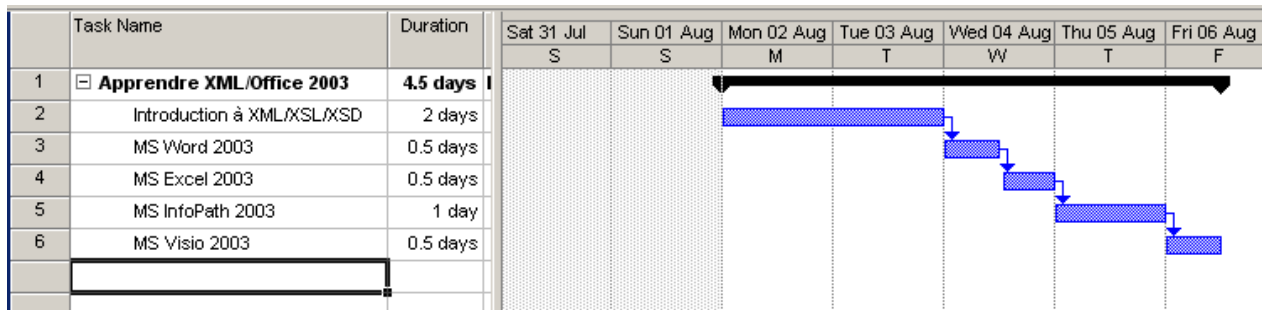 Task Name Duration Sat 31 Jul Sun 01 Aug Mon 02 Aug Tue 03 Aug Wed 04 Aug Thu 05 Aug Fri 06 Aug
S S M T W T F
1 Apprendre XML/Office 2003 4.5 days
2 Introduction à XML/XSL/XSD 2 days
3 MS Word 2003 0.5 days
4 MS Excel 2003 0.5 days
5 MS InfoPath 2003 1 day
6 MS Visio 2003 0.5 days